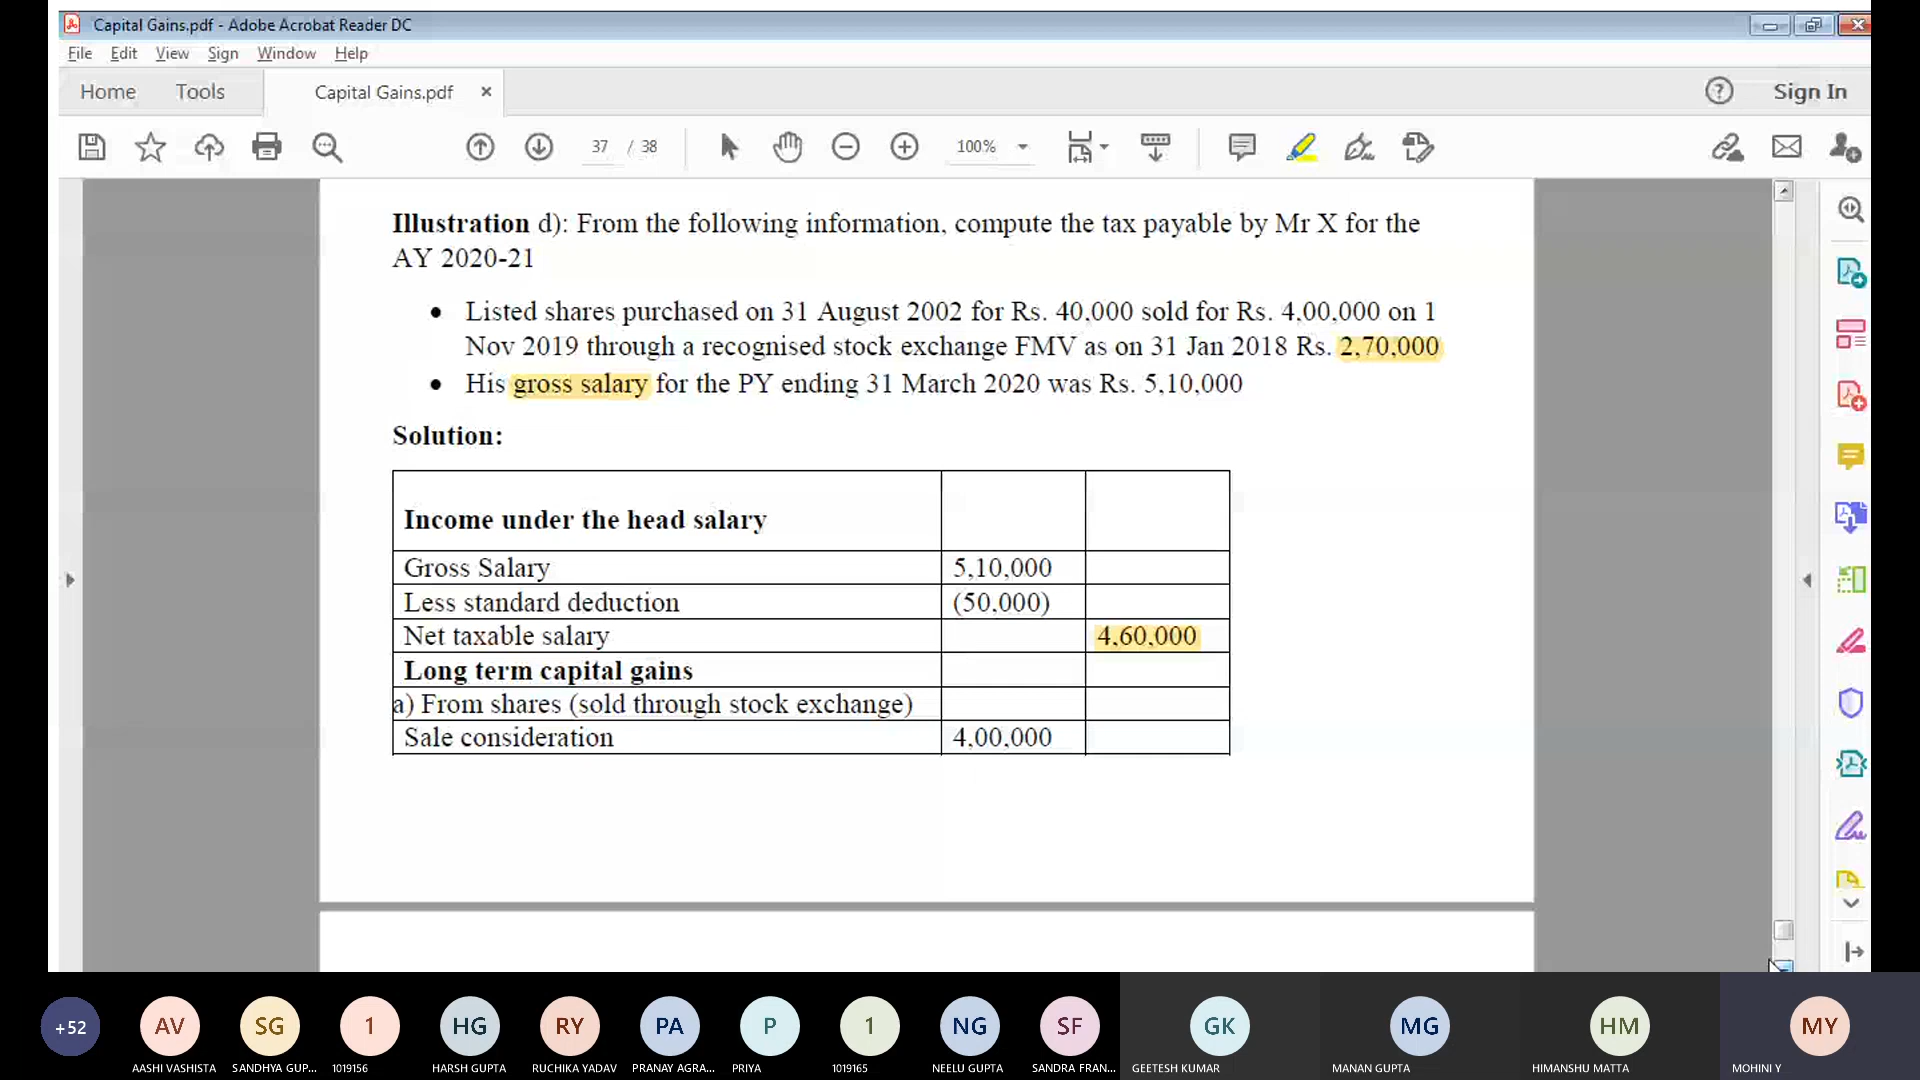 Capital Gains.pdf - Adobe Acrobat Reader DC
File Edit View Sign Window Help
Home Tools Capital Gains.pdf × Sign In
37 / 38 100%
Illustration d): From the following information, compute the tax payable by Mr X for the
AY 2020-21
• Listed shares purchased on 31 August 2002 for Rs. 40,000 sold for Rs. 4,00,000 on 1
Nov 2019 through a recognised stock exchange FMV as on 31 Jan 2018 Rs. 2,70,000
• His gross salary for the PY ending 31 March 2020 was Rs. 5,10,000
Solution:
Income under the head salary
Gross Salary 5,10,000
Less standard deduction (50,000)
Net taxable salary 4,60,000
Long term capital gains
a) From shares (sold through stock exchange)
Sale consideration 4,00,000
+52 AV SG 1 HG RY PA P 1 NG SF GK MG HM MY
AASHI VASHISTA SANDHYA GUP... 1019156 HARSH GUPTA RUCHIKA YADAV PRANAY AGRA... PRIYA 1019165 NEELU GUPTA SANDRA FRAN... GEETESH KUMAR MANAN GUPTA HIMANSHU MATTA MOHINI Y